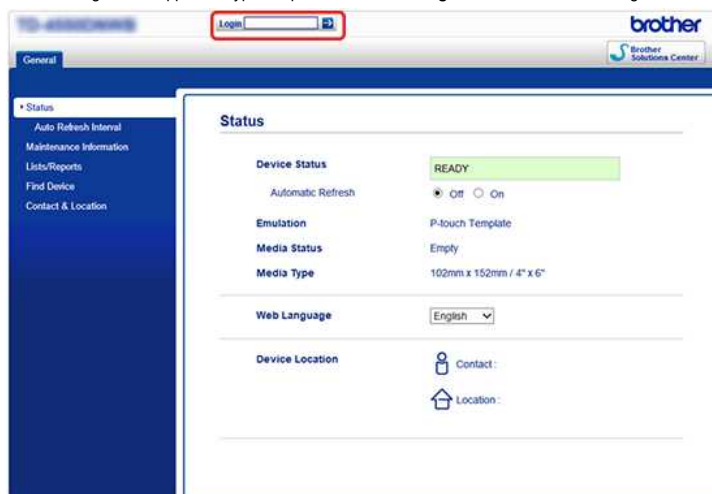 Login
brother
General
Brother
Solutions Center
Status
Auto Refresh Interval
Maintenance Information
Lists/Reports
Find Device
Contact & Location
Status
Device Status
READY
Automatic Refresh
Off On
Emulation
P-touch Template
Media Status
Empty
Media Type
102mm x 152mm / 4" x 6"
Web Language
English
Device Location
Contact :
Location :